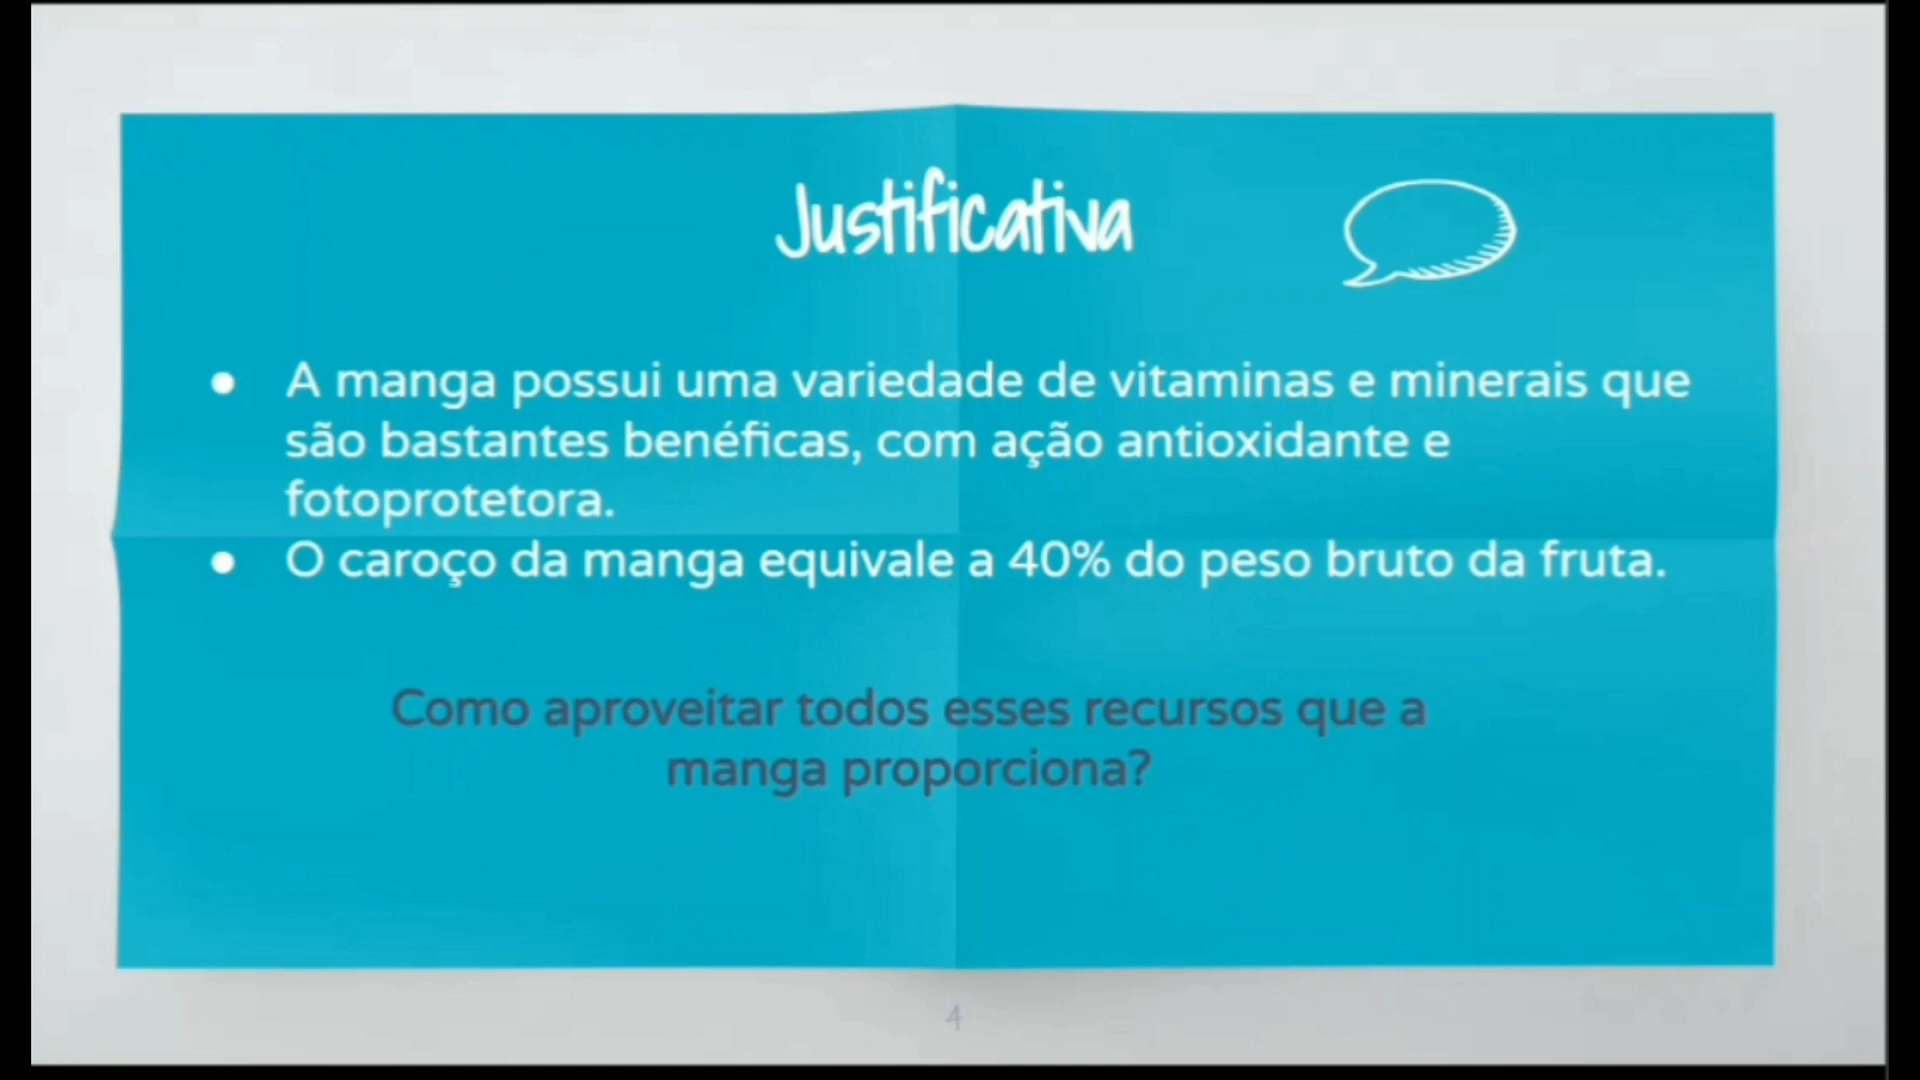 Justificativa
● A manga possui uma variedade de vitaminas e minerais que
são bastantes benéficas, com ação antioxidante e
fotoprotetora.
● O caroço da manga equivale a 40% do peso bruto da fruta.
Como aproveitar todos esses recursos que a
manga proporciona?
4